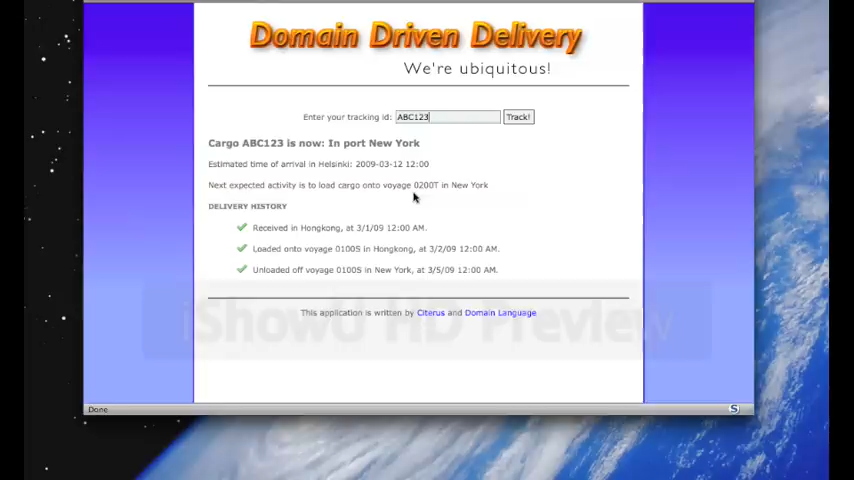 Domain Driven Delivery
We're ubiquitous!
Enter your tracking id: ABC123 Track!
Cargo ABC123 is now: In port New York
Estimated time of arrival in Helsinki: 2009-03-12 12:00
Next expected activity is to load cargo onto voyage 0200T in New York
DELIVERY HISTORY
Received in Hongkong, at 3/1/09 12:00 AM.
Loaded onto voyage 0100S in Hongkong, at 3/2/09 12:00 AM.
Unloaded off voyage 0100S in New York, at 3/5/09 12:00 AM.
This application is written by Citerus and Domain Language
iShowU HD Preview
Done
S